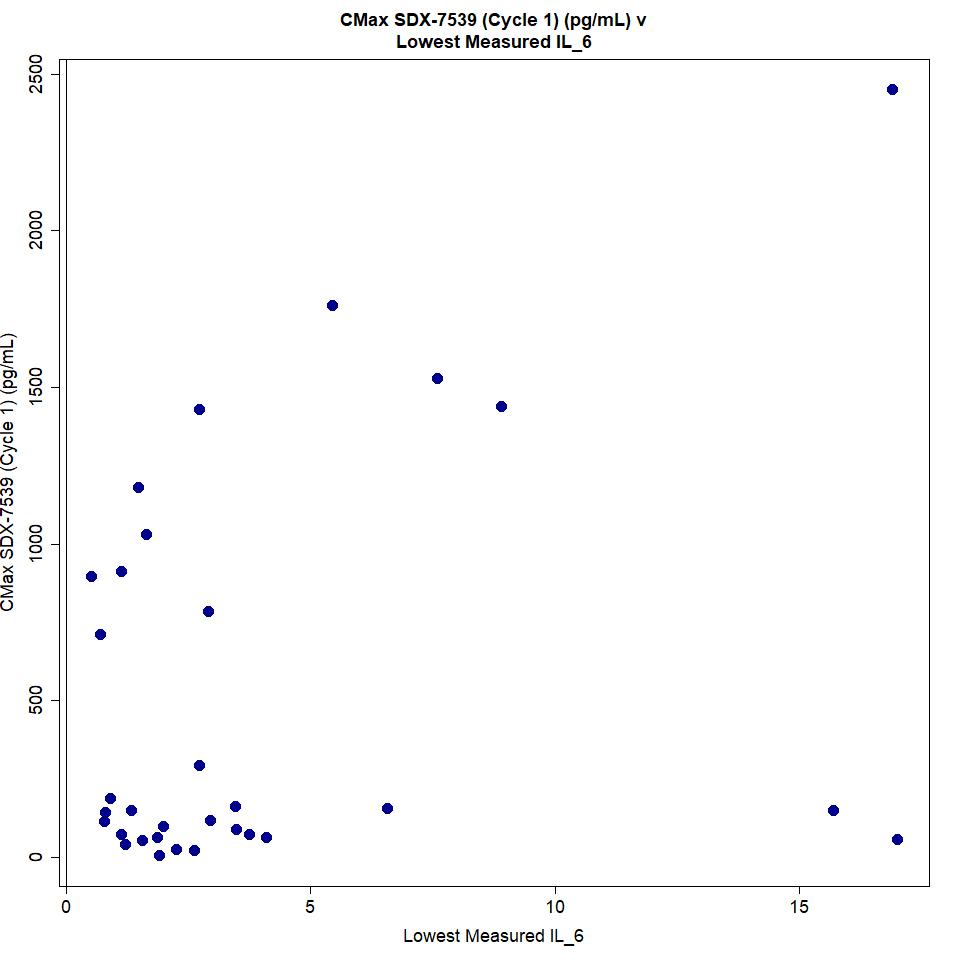 CMax SDX-7539 (Cycle 1) (pg/mL) v
Lowest Measured IL_6
CMax SDX-7539 (Cycle 1) (pg/mL)
2500
2000
1500
1000
500
0
0 5 10 15
Lowest Measured IL_6